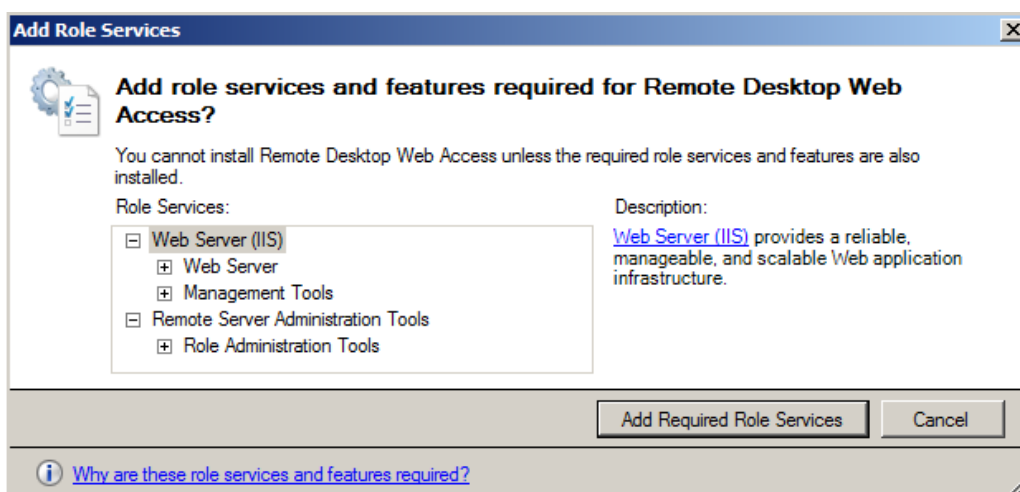 Add Role Services
Add role services and features required for Remote Desktop Web
Access?
You cannot install Remote Desktop Web Access unless the required role services and features are also
installed.
Role Services:
Web Server (IIS)
Web Server
Management Tools
Remote Server Administration Tools
Role Administration Tools
Description:
Web Server (IIS) provides a reliable,
manageable, and scalable Web application
infrastructure.
Add Required Role Services
Cancel
Why are these role services and features required?